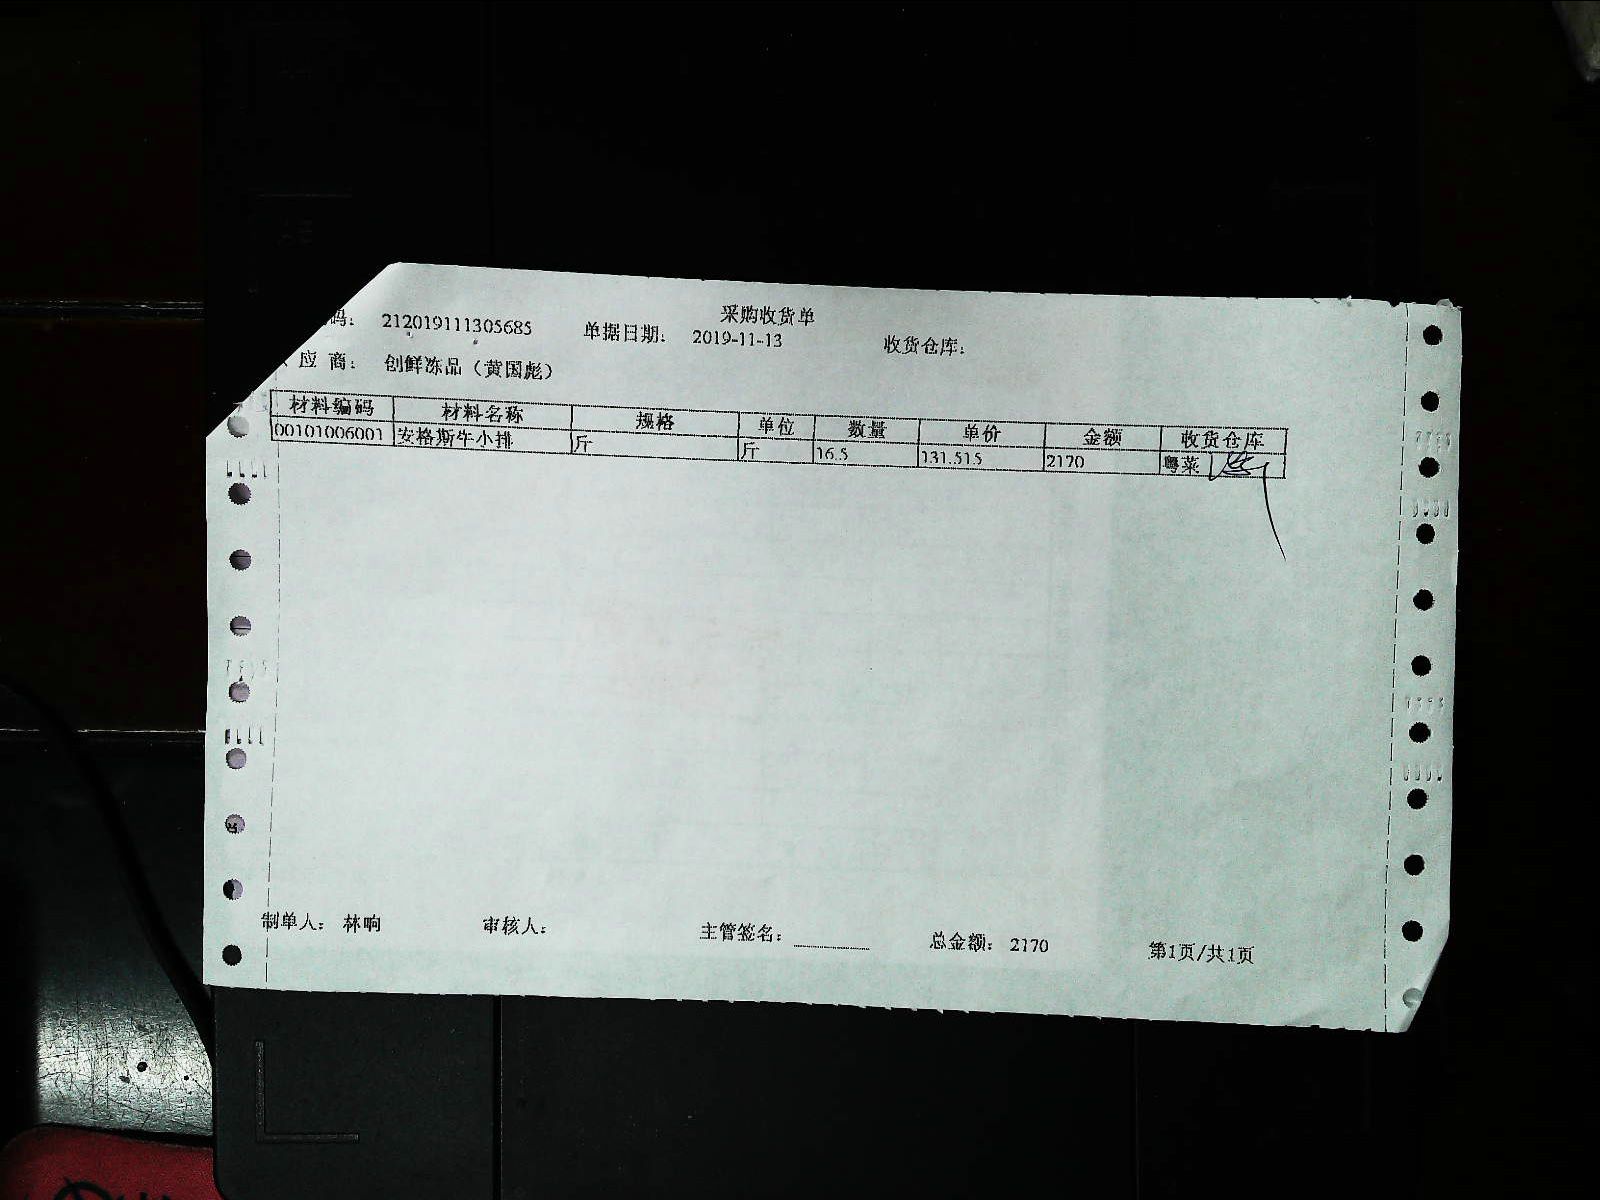 采购收货单
码： 212019111305685 单据日期： 2019-11-13 收货仓库：
应 商： 创鲜冻品（黄国彪）
材料编码 材料名称 规格 单位 数量 单价 金额 收货仓库
00101006001 安格斯牛小排 斤 斤 16.5 131.515 2170 粤菜
制单人： 林响 审核人： 主管签名： 总金额： 2170 第1页/共1页